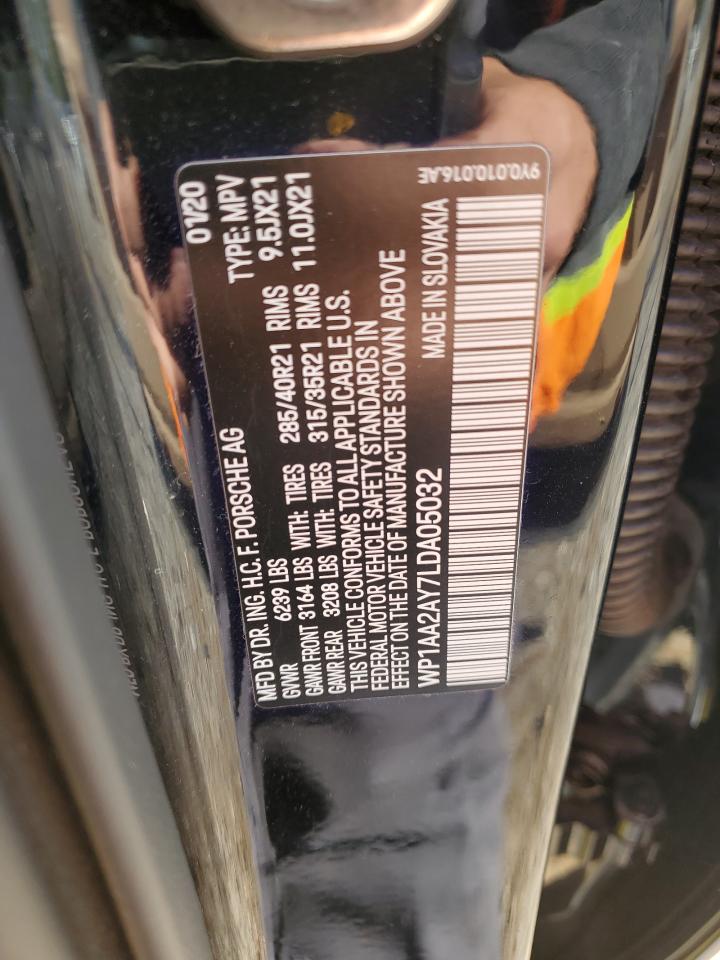 MFD BY DR. ING. H.C. F. PORSCHE AG 01/20
GVWR 6239 LBS TYPE: MPV
GAWR FRONT 3164 LBS WITH: TIRES 285/40R21 RIMS 9.5JX21
GAWR REAR 3208 LBS WITH: TIRES 315/35R21 RIMS 11.0JX21
THIS VEHICLE CONFORMS TO ALL APPLICABLE U.S.
FEDERAL MOTOR VEHICLE SAFETY STANDARDS IN
EFFECT ON THE DATE OF MANUFACTURE SHOWN ABOVE
WP1AA2AY7LDA05032 MADE IN SLOVAKIA
9Y0.010.016.AE